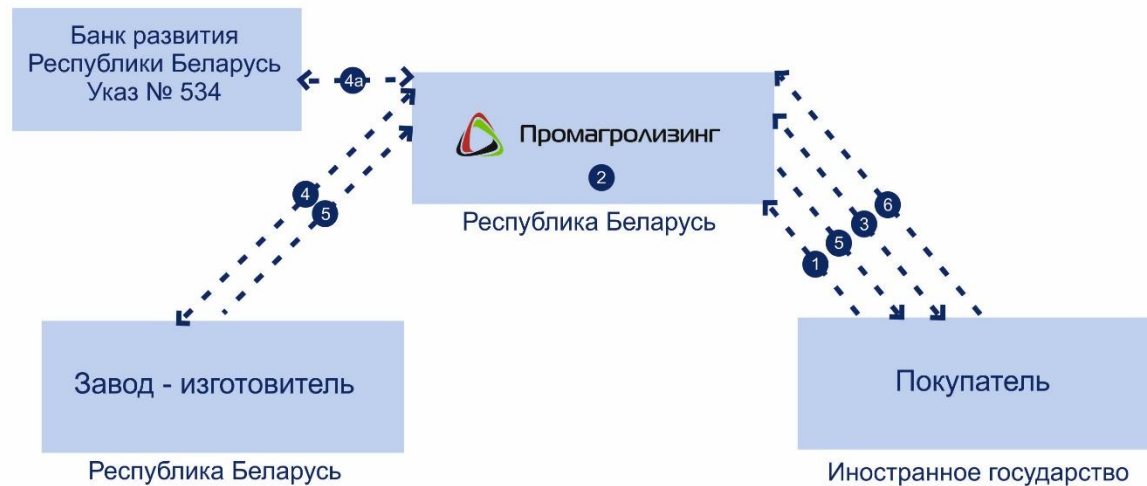 Банк развития
Республики Беларусь
Указ № 534
4а
Промагролизинг
2
Республика Беларусь
4
5
6
3
5
1
Завод - изготовитель
Республика Беларусь
Покупатель
Иностранное государство